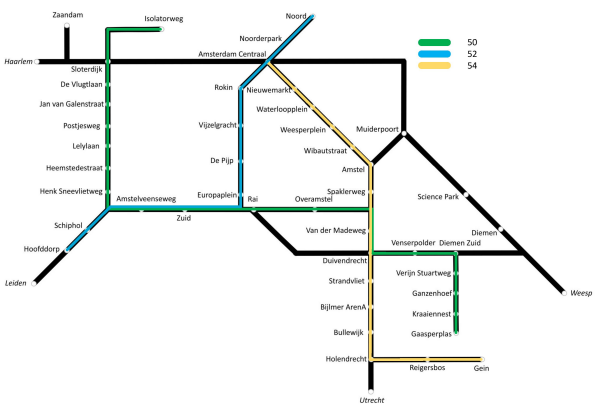 Zaandam
Isolatorweg
Noord
Noorderpark
Haarlem
Sloterdijk
Amsterdam Centraal
50
52
54
De Vlugtlaan
Jan van Galenstraat
Postjesweg
Lelylaan
Heemstedestraat
Henk Sneevlietweg
Rokin
Nieuwemarkt
Waterloopplein
Weesperplein
Wibautstraat
Muiderpoort
Vijzelgracht
De Pijp
Europaplein
Amstel
Spaklerweg
Science Park
Amstelveenseweg
Zuid
Rai
Overamstel
Schiphol
Hoofddorp
Leiden
Van der Madeweg
Duivendrecht
Venserpolder
Diemen Zuid
Diemen
Weesp
Strandvliet
Verijn Stuartweg
Ganzenhoef
Bijlmer ArenA
Kraaiennest
Bullewijk
Gaasperplas
Holendrecht
Reigersbos
Gein
Utrecht